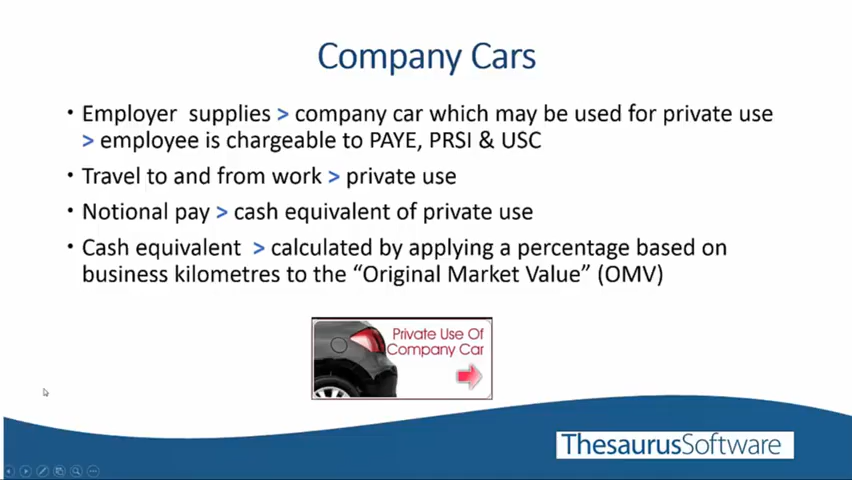 Company Cars
• Employer  supplies > company car which may be used for private use
> employee is chargeable to PAYE, PRSI & USC
• Travel to and from work > private use
• Notional pay > cash equivalent of private use
• Cash equivalent  > calculated by applying a percentage based on
business kilometres to the “Original Market Value” (OMV)
Private Use Of
Company Car
ThesaurusSoftware